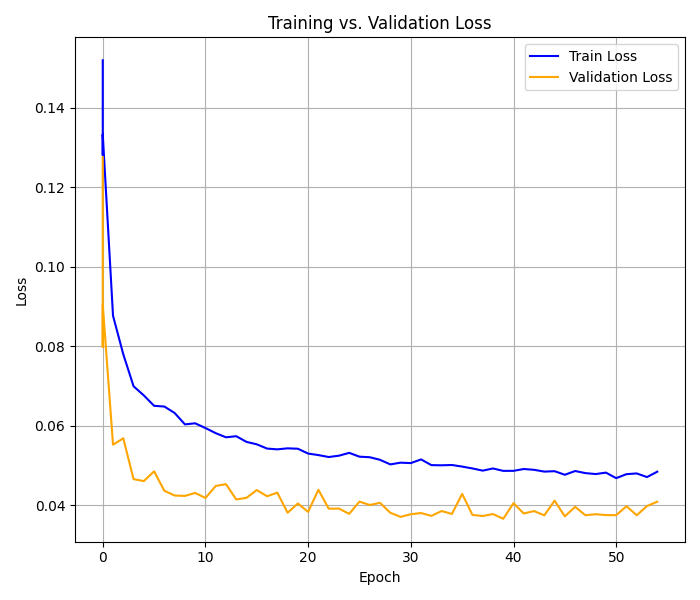 Training vs. Validation Loss
Train Loss
Validation Loss
0.14
0.12
0.10
0.08
0.06
0.04
Loss
0 10 20 30 40 50
Epoch